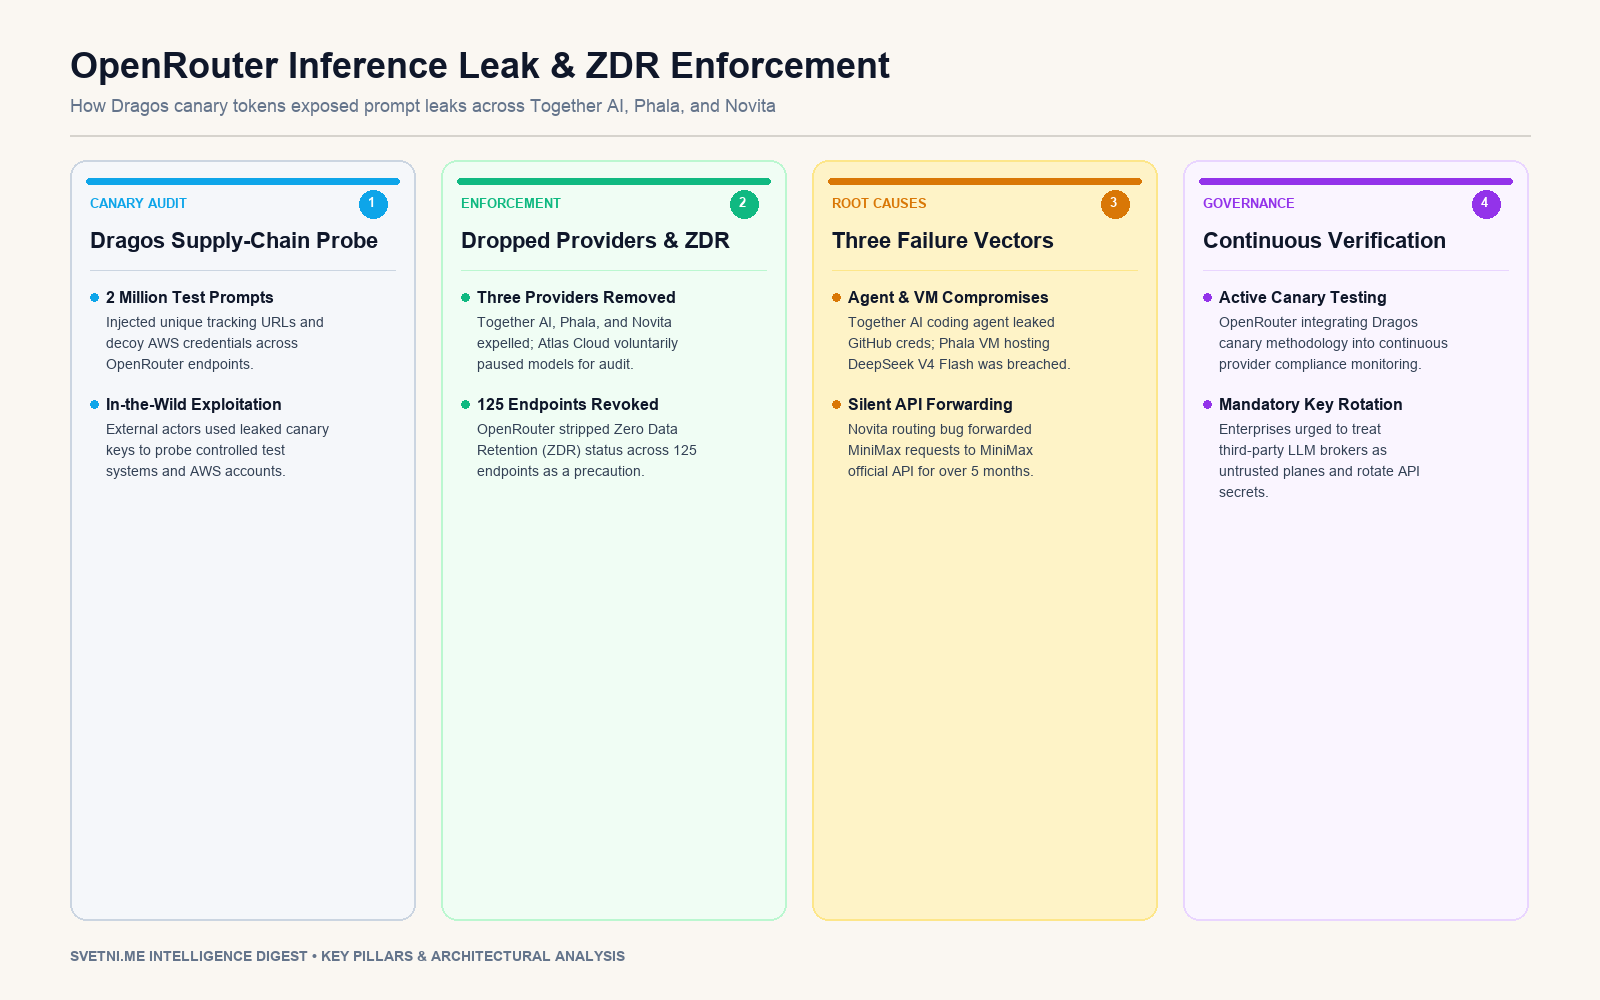 OpenRouter Inference Leak & ZDR Enforcement
How Dragos canary tokens exposed prompt leaks across Together AI, Phala, and Novita
CANARY AUDIT
1
Dragos Supply-Chain Probe
2 Million Test Prompts
Injected unique tracking URLs and
decoy AWS credentials across
OpenRouter endpoints.
In-the-Wild Exploitation
External actors used leaked canary
keys to probe controlled test
systems and AWS accounts.
ENFORCEMENT
2
Dropped Providers & ZDR
Three Providers Removed
Together AI, Phala, and Novita
expelled; Atlas Cloud voluntarily
paused models for audit.
125 Endpoints Revoked
OpenRouter stripped Zero Data
Retention (ZDR) status across 125
endpoints as a precaution.
ROOT CAUSES
3
Three Failure Vectors
Agent & VM Compromises
Together AI coding agent leaked
GitHub creds; Phala VM hosting
DeepSeek V4 Flash was breached.
Silent API Forwarding
Novita routing bug forwarded
MiniMax requests to MiniMax
official API for over 5 months.
GOVERNANCE
4
Continuous Verification
Active Canary Testing
OpenRouter integrating Dragos
canary methodology into continuous
provider compliance monitoring.
Mandatory Key Rotation
Enterprises urged to treat
third-party LLM brokers as
untrusted planes and rotate API
secrets.
SVETNI.ME INTELLIGENCE DIGEST • KEY PILLARS & ARCHITECTURAL ANALYSIS